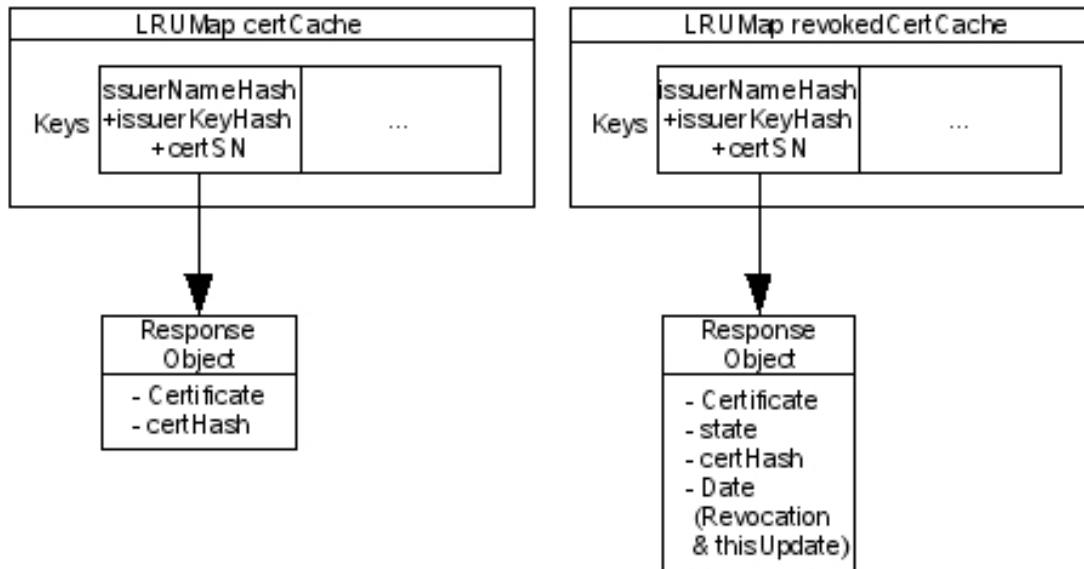 LRUMap certCache
ssuerNameHash
Keys +issuerKeyHash ...
+certSN
Response
Object
- Certificate
- certHash
LRUMap revokedCertCache
issuerNameHash
Keys +issuerKeyHash ...
+certSN
Response
Object
- Certificate
- state
- certHash
- Date
(Revocation
& thisUpdate)